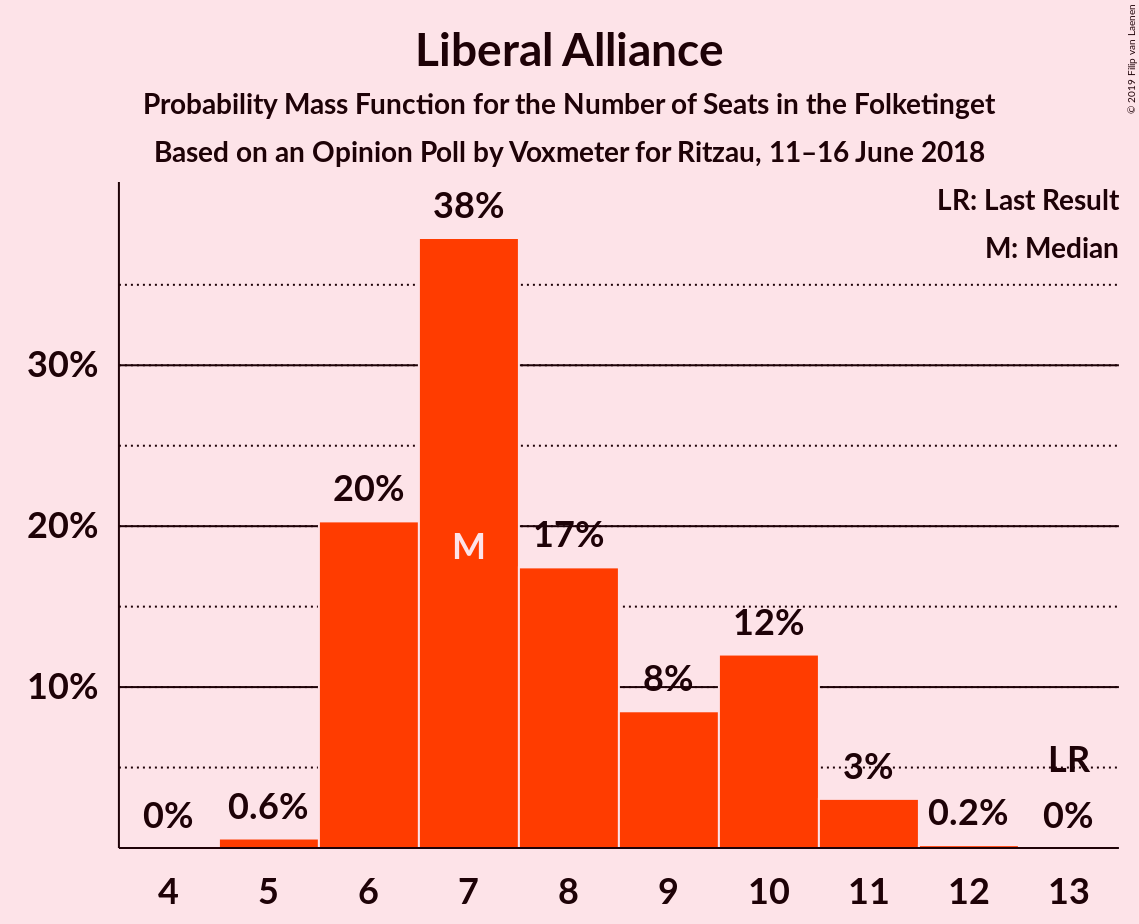 Liberal Alliance
Probability Mass Function for the Number of Seats in the Folketinget
Based on an Opinion Poll by Voxmeter for Ritzau, 11–16 June 2018
© 2019 Filip van Laenen
LR: Last Result
M: Median
38%
30%
20%
20%
17%
M
12%
10%
8%
LR
3%
0%
0.6%
0.2%
0%
4 5 6 7 8 9 10 11 12 13